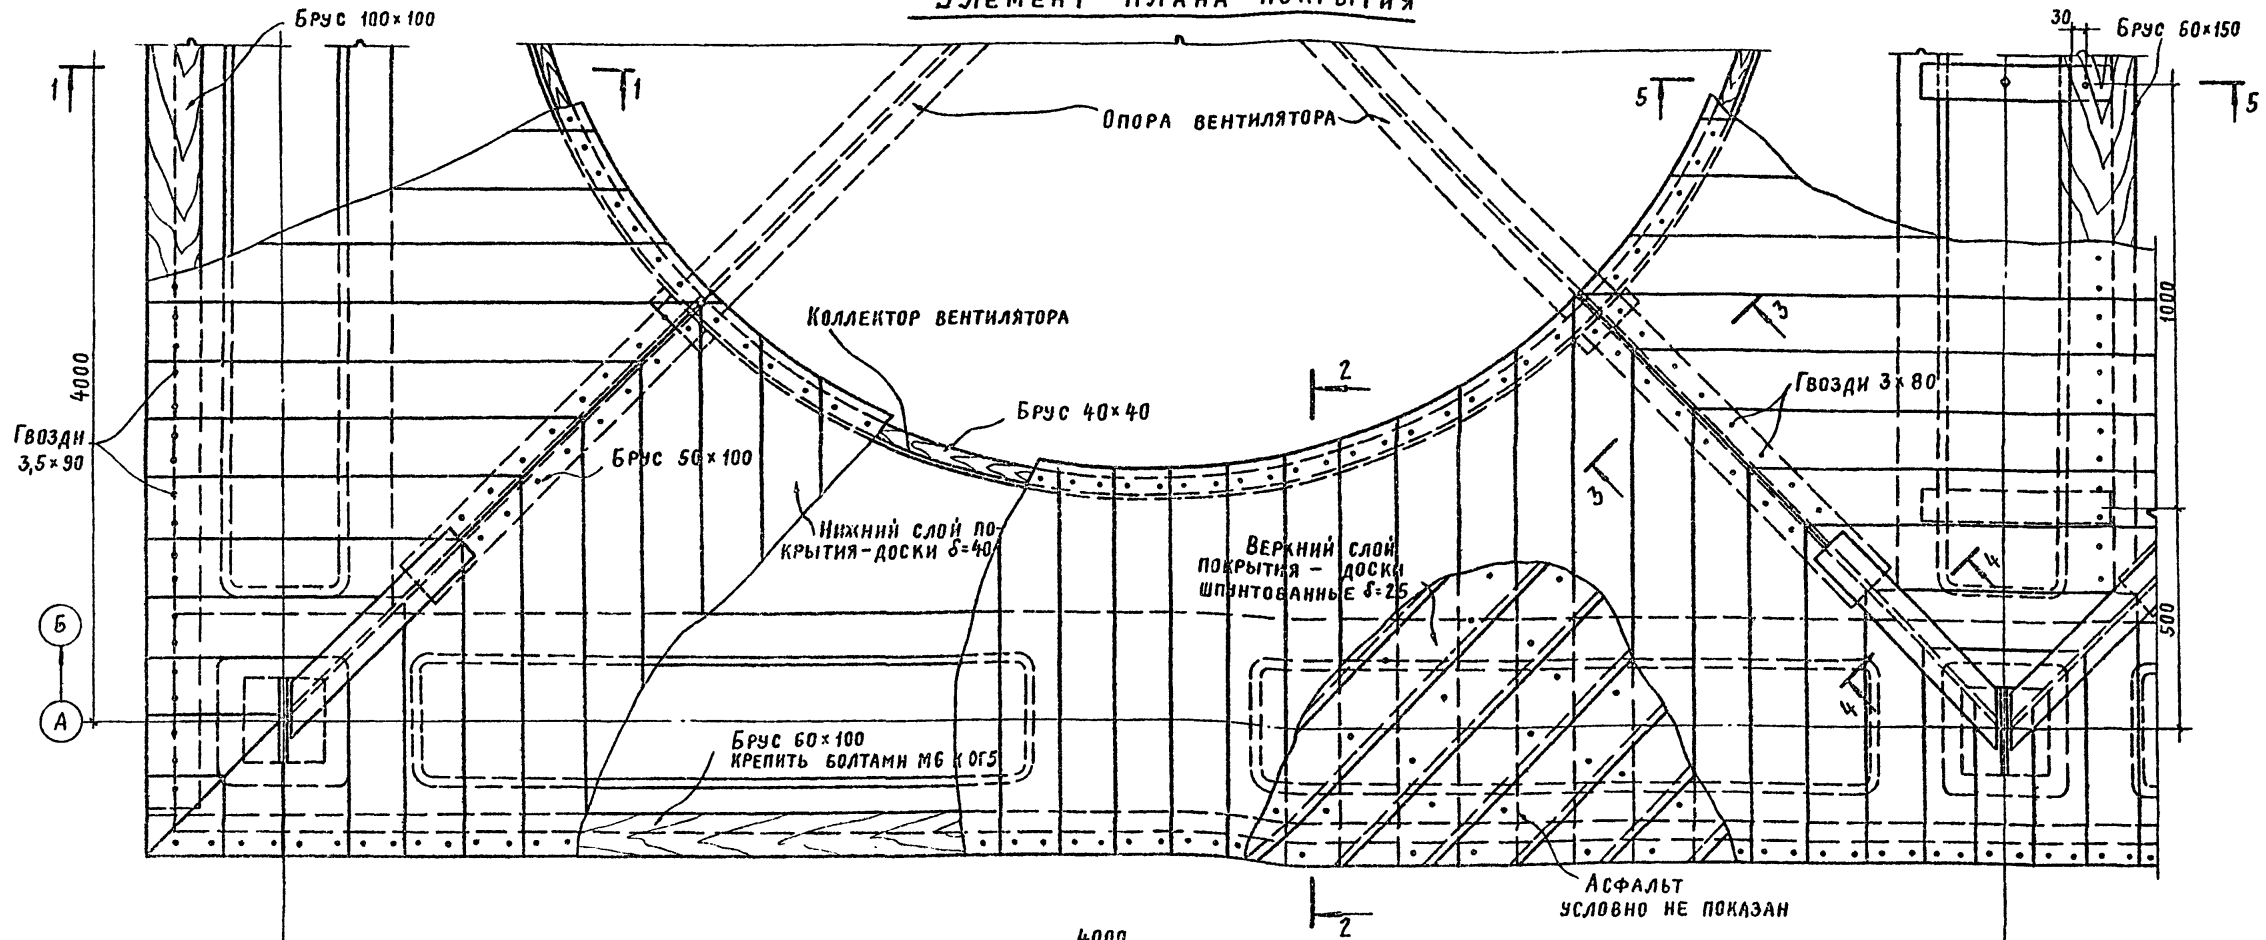 ЭЛЕМЕНТ ПЛАНА ПОКРЫТИЯ
БРУС 100×100
30
БРУС 60×150
1
1
5
5
ОПОРА ВЕНТИЛЯТОРА
КОЛЛЕКТОР ВЕНТИЛЯТОРА
3
1000
4000
2
ГВОЗДИ 3×80
БРУС 40×40
ГВОЗДИ
3,5×90
БРУС 50×100
3
НИЖНИЙ СЛОЙ ПО-
КРЫТИЯ-ДОСКИ δ=40
ВЕРХНИЙ СЛОЙ
ПОКРЫТИЯ - ДОСКИ
ШПУНТОВАННЫЕ δ=25
4
500
Б
4
А
БРУС 60×100
КРЕПИТЬ БОЛТАМИ М6 К ОГ5
АСФАЛЬТ
УСЛОВНО НЕ ПОКАЗАН
2
4000